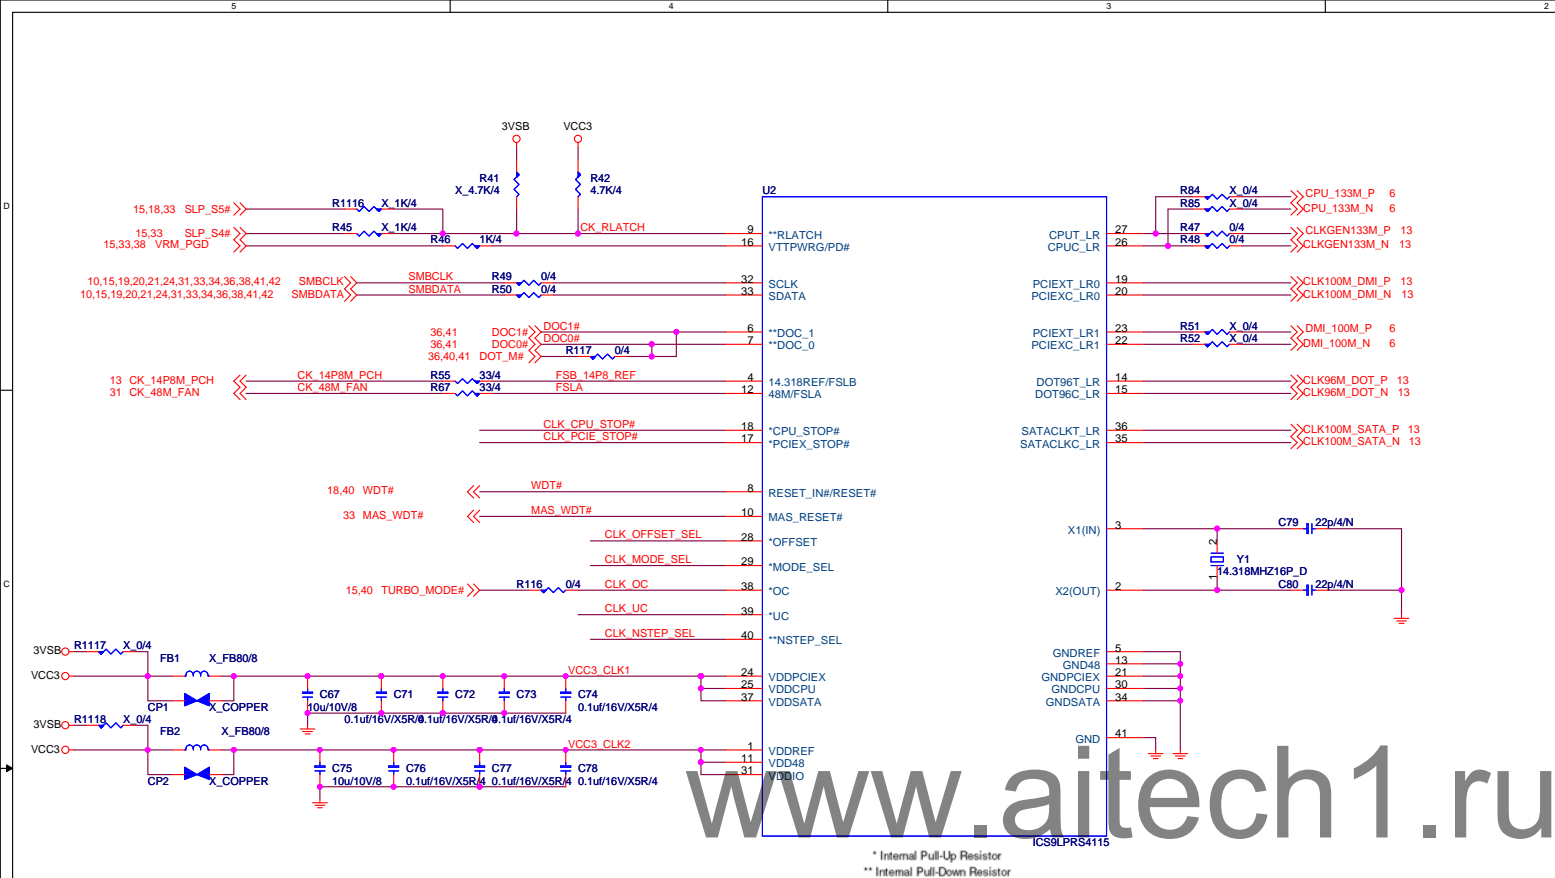 5 4 3 2
D
C
3VSB VCC3
R41
X_4.7K/4
R42
4.7K/4
U2
15,18,33 SLP_S5# R1116 X_1K/4
15,33 SLP_S4# R45 X_1K/4 CK_RLATCH 9 **RLATCH
15,33,38 VRM_PGD R46 1K/4 16 VTTPWRG/PD#
10,15,19,20,21,24,31,33,34,36,38,41,42 SMBCLK SMBCLK R49 0/4 32 SCLK
10,15,19,20,21,24,31,33,34,36,38,41,42 SMBDATA SMBDATA R50 0/4 33 SDATA
36,41 DOC1# DOC1# 6 **DOC_1
36,41 DOC0# DOC0# 7 **DOC_0
36,40,41 DOT_M# R117 0/4
13 CK_14P8M_PCH CK_14P8M_PCH R55 33/4 FSB_14P8_REF 4 14.318REF/FSLB
31 CK_48M_FAN CK_48M_FAN R67 33/4 FSLA 12 48M/FSLA
CLK_CPU_STOP# 18 *CPU_STOP#
CLK_PCIE_STOP# 17 *PCIEX_STOP#
18,40 WDT# WDT# 8 RESET_IN#/RESET#
33 MAS_WDT# MAS_WDT# 10 MAS_RESET#
CLK_OFFSET_SEL 28 *OFFSET
CLK_MODE_SEL 29 *MODE_SEL
15,40 TURBO_MODE# R116 0/4 CLK_OC 38 *OC
CLK_UC 39 *UC
CLK_NSTEP_SEL 40 **NSTEP_SEL
3VSB R1117 X_0/4
FB1 X_FB80/8
VCC3 VCC3_CLK1 24 VDDPCIEX
25 VDDCPU
37 VDDSATA
CP1 X_COPPER
C67 C71 C72 C73 C74
10u/10V/8 0.1uf/16V/X5R/4 0.1uf/16V/X5R/4 0.1uf/16V/X5R/4 0.1uf/16V/X5R/4
3VSB R1118 X_0/4
FB2 X_FB80/8
VCC3 VCC3_CLK2 1 VDDREF
11 VDD48
31 VDDIO
CP2 X_COPPER
C75 C76 C77 C78
10u/10V/8 0.1uf/16V/X5R/4 0.1uf/16V/X5R/4 0.1uf/16V/X5R/4
R84 X_0/4 CPU_133M_P 6
R85 X_0/4 CPU_133M_N 6
CPUT_LR 27 R47 0/4 CLKGEN133M_P 13
CPUC_LR 26 R48 0/4 CLKGEN133M_N 13
PCIEXT_LR0 19 CLK100M_DMI_P 13
PCIEXC_LR0 20 CLK100M_DMI_N 13
PCIEXT_LR1 23 R51 X_0/4 DMI_100M_P 6
PCIEXC_LR1 22 R52 X_0/4 DMI_100M_N 6
DOT96T_LR 14 CLK96M_DOT_P 13
DOT96C_LR 15 CLK96M_DOT_N 13
SATACLKT_LR 36 CLK100M_SATA_P 13
SATACLKC_LR 35 CLK100M_SATA_N 13
X1(IN) 3 C79 22p/4/N
2 Y1
1 14.318MHZ16P_D
X2(OUT) 2 C80 22p/4/N
GNDREF 5
GND48 13
GNDPCIEX 21
GNDCPU 30
GNDSATA 34
GND 41
ICS9LPRS4115
www.aitech1.ru
* Internal Pull-Up Resistor
** Internal Pull-Down Resistor